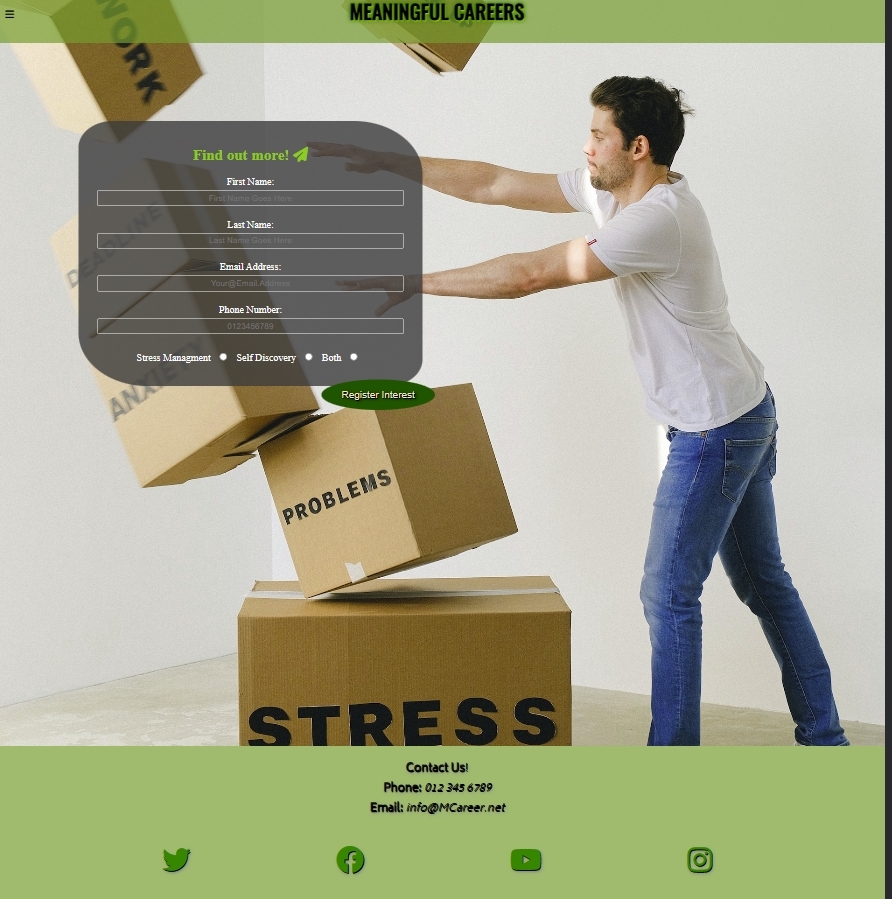 ≡
MEANINGFUL CAREERS
WORK
Find out more!
First Name:
First Name Goes Here
DEADLINE
Last Name:
Last Name Goes Here
Email Address:
Your@Email.Address
Phone Number:
0123456789
Stress Managment Self Discovery Both
ANXIETY
Register Interest
PROBLEMS
STRESS
Contact Us!
Phone: 012 345 6789
Email: info@MCareer.net